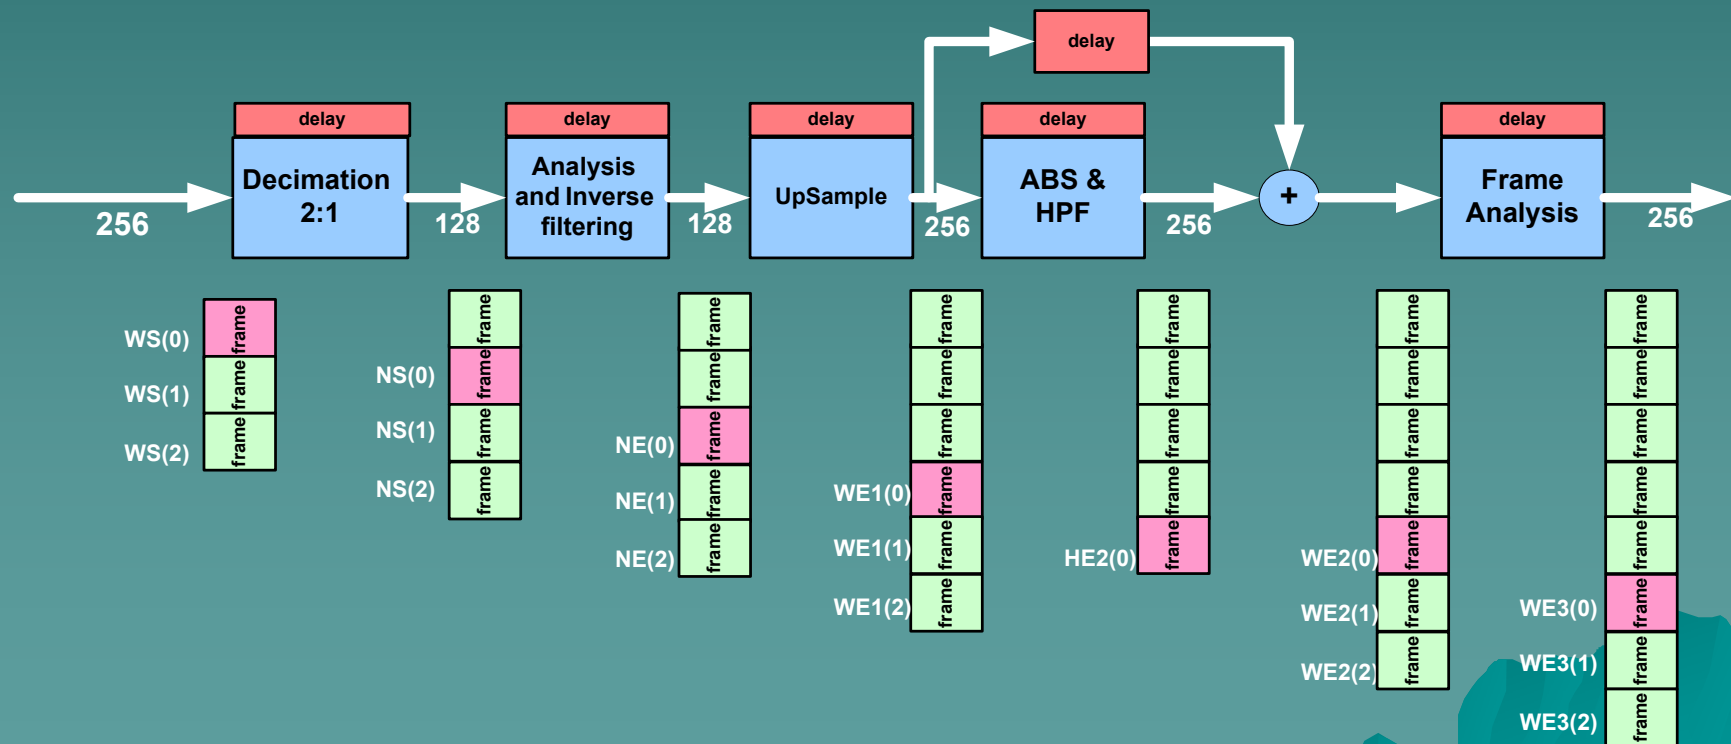 delay
delay
delay
delay
delay
delay
Decimation
2:1
Analysis
and Inverse
filtering
UpSample
ABS &
HPF
+
Frame
Analysis
256
128
128
256
256
256
WS(0)
frame
WS(1)
frame
WS(2)
frame
frame
NS(0)
frame
NS(1)
frame
NS(2)
frame
frame
frame
NE(0)
frame
NE(1)
frame
NE(2)
frame
frame
frame
frame
WE1(0)
frame
WE1(1)
frame
WE1(2)
frame
frame
frame
frame
frame
HE2(0)
frame
frame
frame
frame
frame
WE2(0)
frame
WE2(1)
frame
WE2(2)
frame
frame
frame
frame
frame
frame
WE3(0)
frame
WE3(1)
frame
WE3(2)
frame